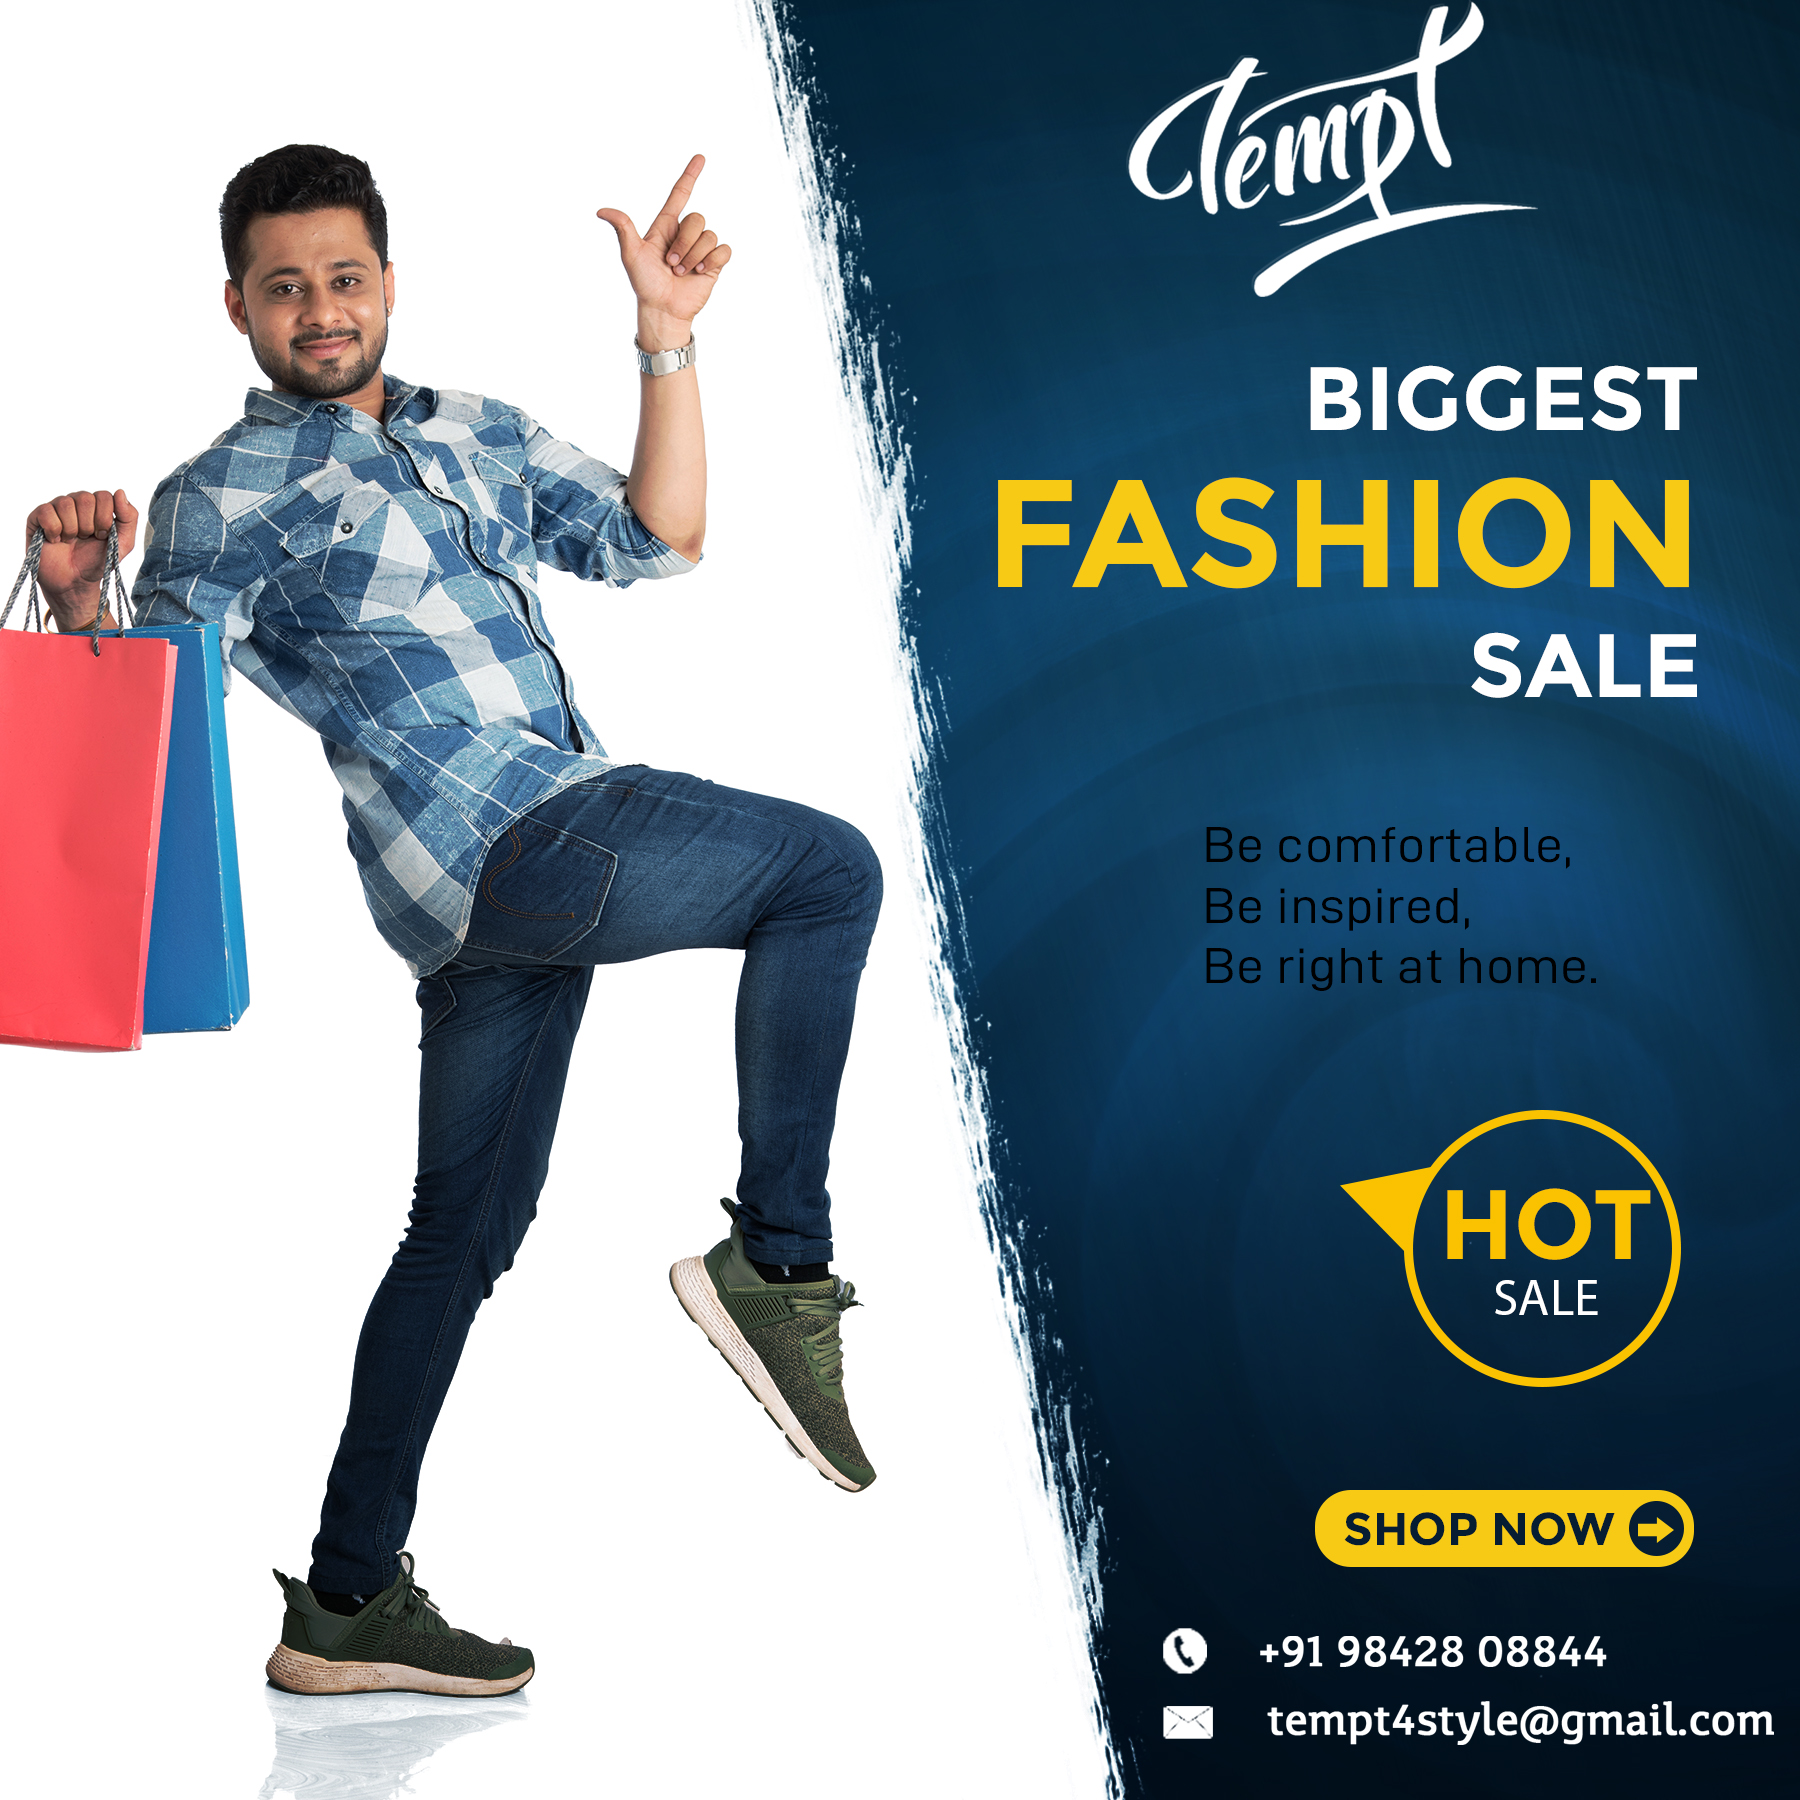 Tempt
BIGGEST
FASHION
SALE
Be comfortable,
Be inspired,
Be right at home.
HOT
SALE
SHOP NOW
+91 98428 08844
tempt4style@gmail.com